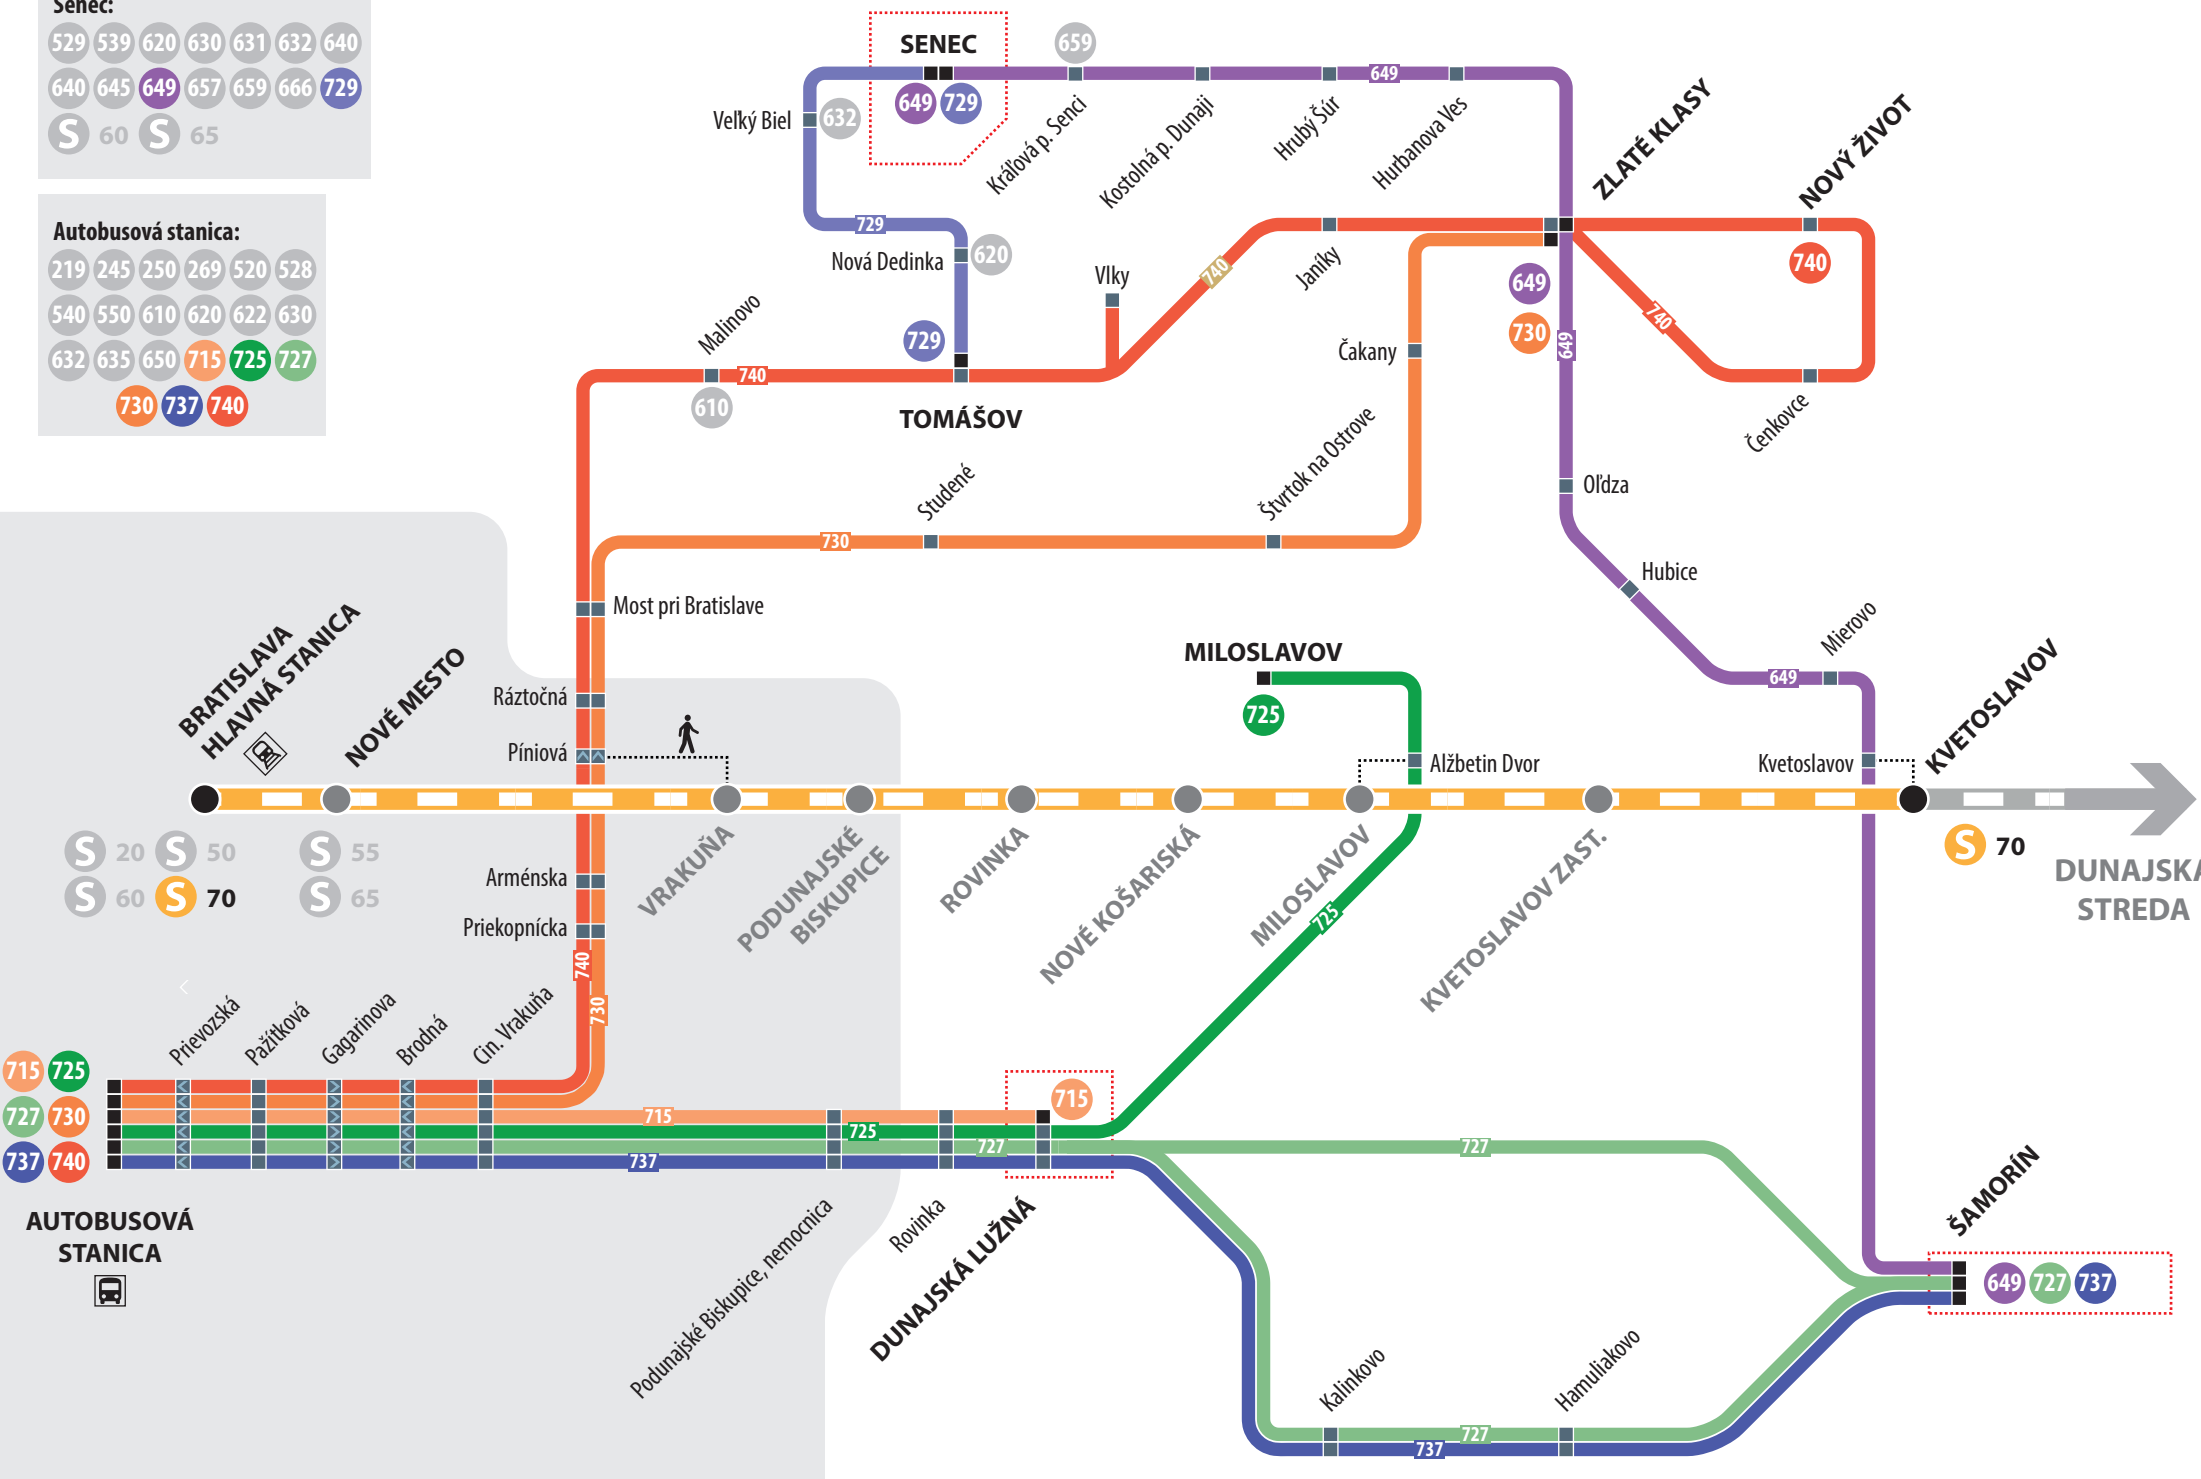 Senec:
529 539 620 630 631 632 640
640 645 649 657 659 666 729
S 60 S 65
Autobusová stanica:
219 245 250 269 520 528
540 550 610 620 622 630
632 635 650 715 725 727
730 737 740
SENEC
649 729
659
649
Veľký Biel
632
Kráľová p. Senci
Kostolná p. Dunaji
Hrubý Šúr
Hurbanova Ves
ZLATÉ KLASY
NOVÝ ŽIVOT
729
Nová Dedinka
620
Vlky
740
Janíky
649
730
649
740
740
Malinovo
729
740
610
TOMÁŠOV
Čakany
Čenkovce
Studené
Štvrtok na Ostrove
730
Oľdza
Hubice
Mierovo
649
Most pri Bratislave
MILOSLAVOV
725
BRATISLAVA
HLAVNÁ STANICA
NOVÉ MESTO
Ráztočná
Píniová
Alžbetin Dvor
Kvetoslavov
KVETOSLAVOV
S 20 S 50
S 60 S 70
S 55
S 65
S 70
DUNAJSKÁ
STREDA
VRAKUŇA
PODUNAJSKÉ
BISKUPICE
ROVINKA
NOVÉ KOŠARISKÁ
MILOSLAVOV
KVETOSLAVOV ZAST.
725
Arménska
Priekopnícka
740
730
Prievozská
Pažítková
Gagarinova
Brodná
Cin. Vrakuňa
715 725
727 730
737 740
AUTOBUSOVÁ
STANICA
715
725
727
737
715
Podunajské Biskupice, nemocnica
Rovinka
DUNAJSKÁ LUŽNÁ
727
ŠAMORÍN
649 727 737
Kalinkovo
Hamuliakovo
727
737